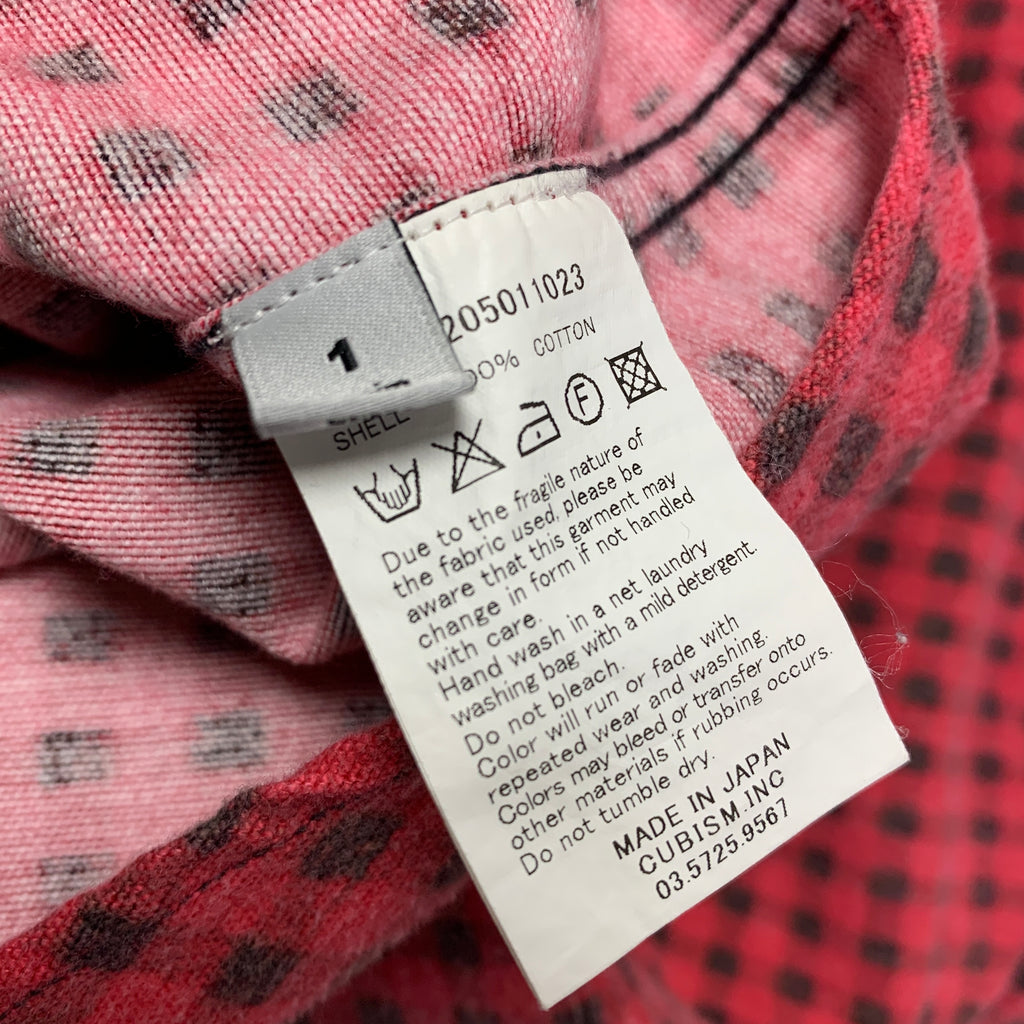 1
205011023
00% COTTON
SHELL
F
Due to the fragile nature of
the fabric used, please be
aware that this garment may
change in form if not handled
with care.
Hand wash in a net laundry
washing bag with a mild detergent.
Do not bleach.
Color will run or fade with
repeated wear and washing.
Colors may bleed or transfer onto
other materials if rubbing occurs.
Do not tumble dry.
MADE IN JAPAN
CUBISM.INC
03.5725.9567